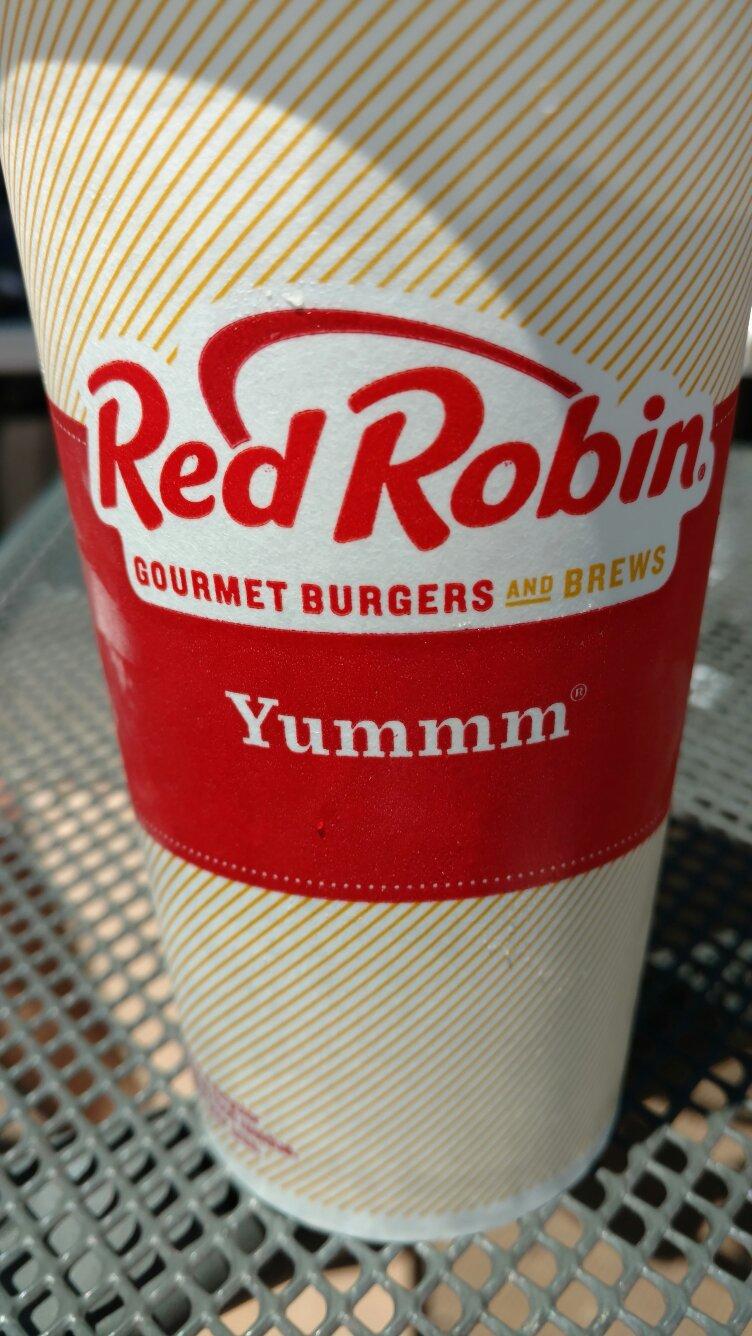 Red Robin®
GOURMET BURGERS AND BREWS
Yummm®